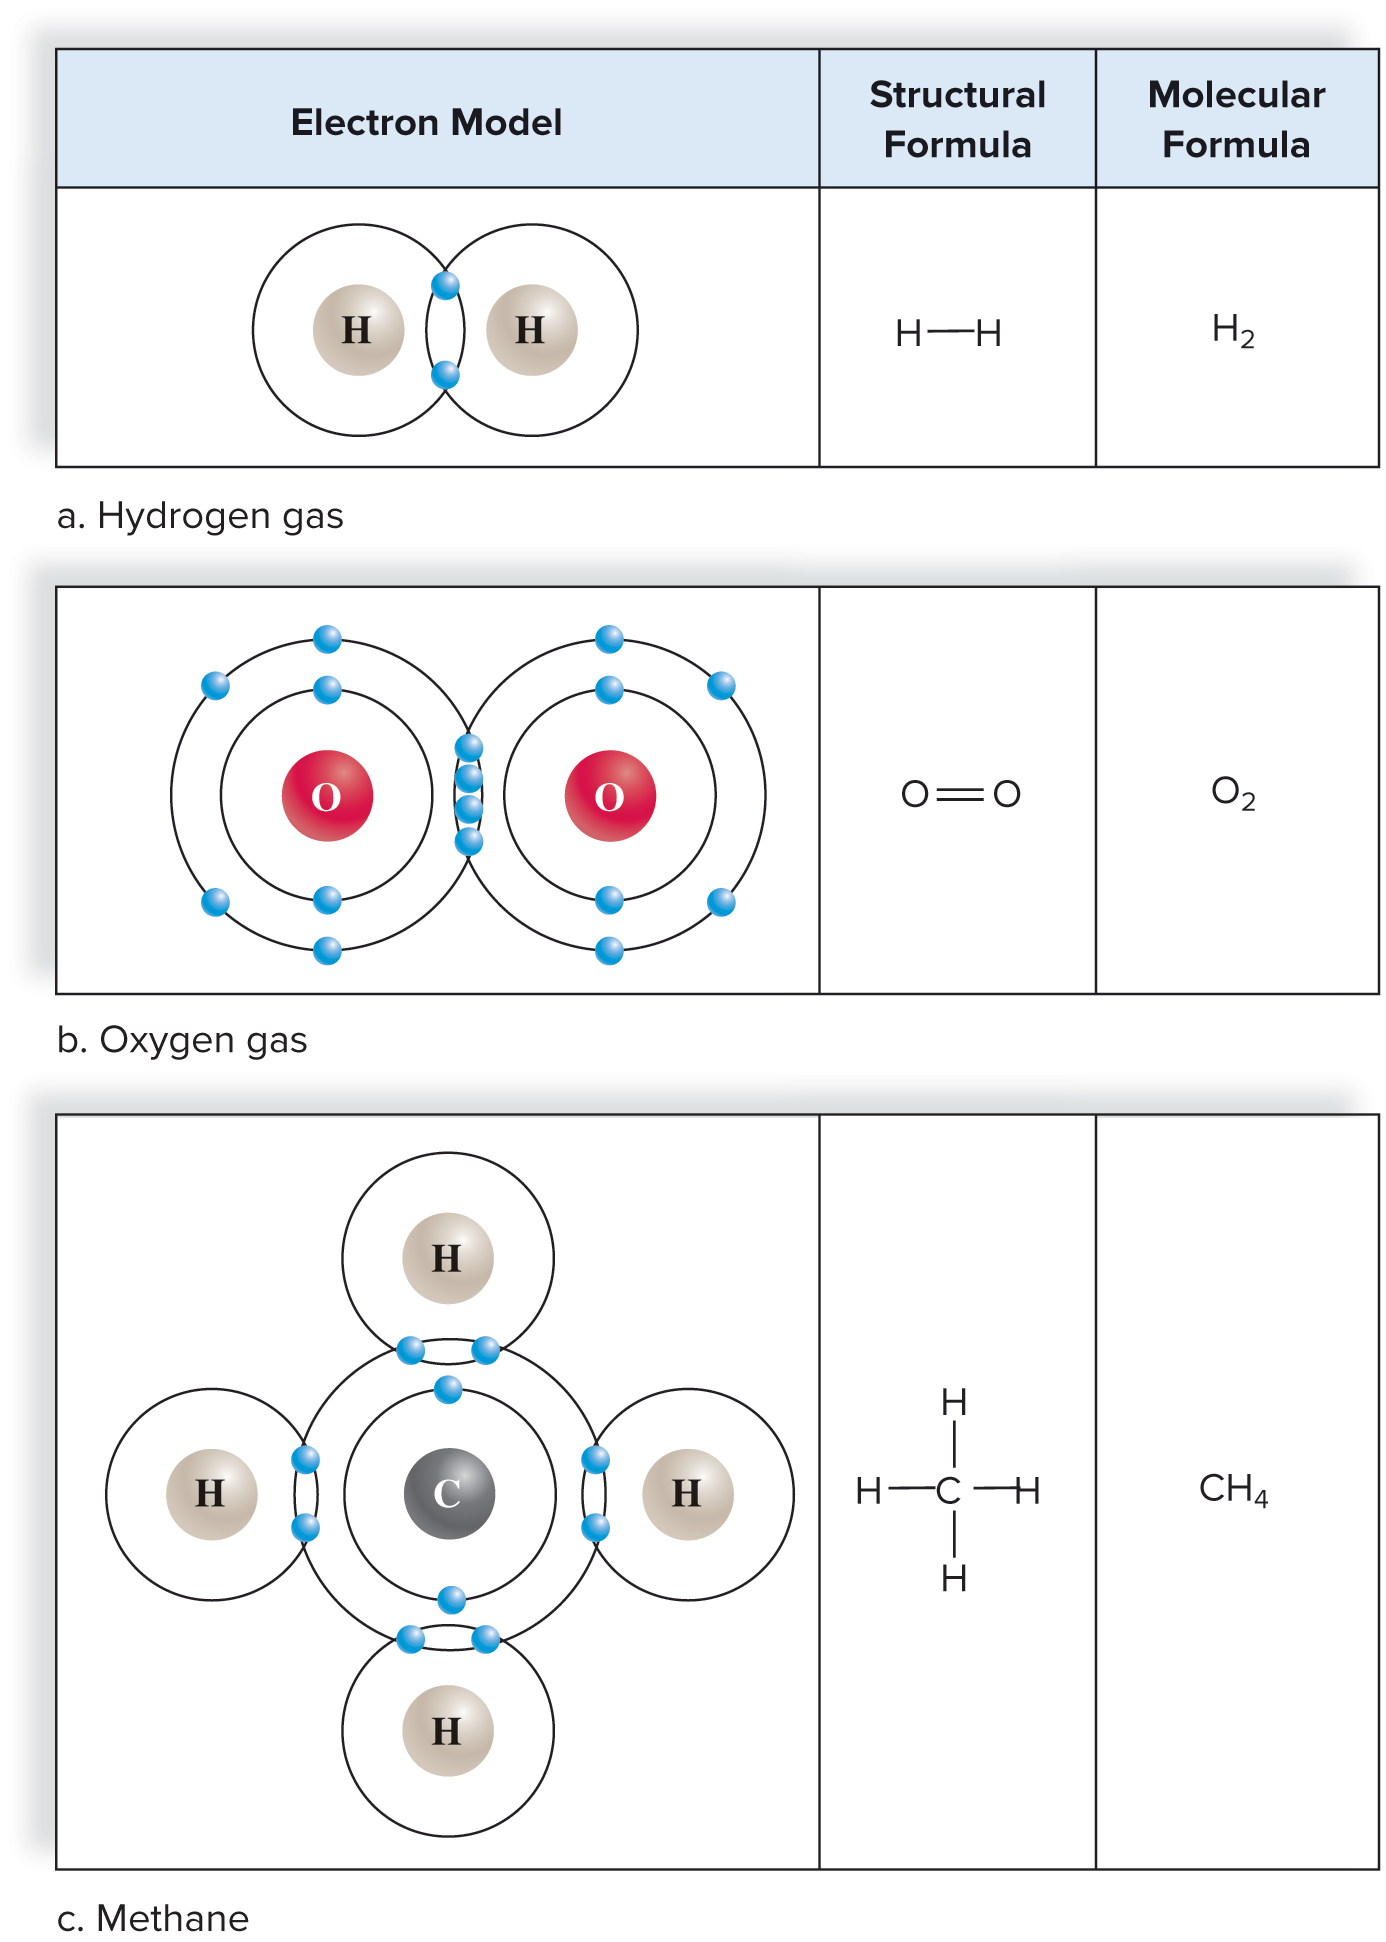 Electron Model
Structural
Formula
Molecular
Formula
H H
H—H
H₂
a. Hydrogen gas
O O
O═O
O₂
b. Oxygen gas
H
H C H
H
H
H—C—H
H
CH₄
c. Methane